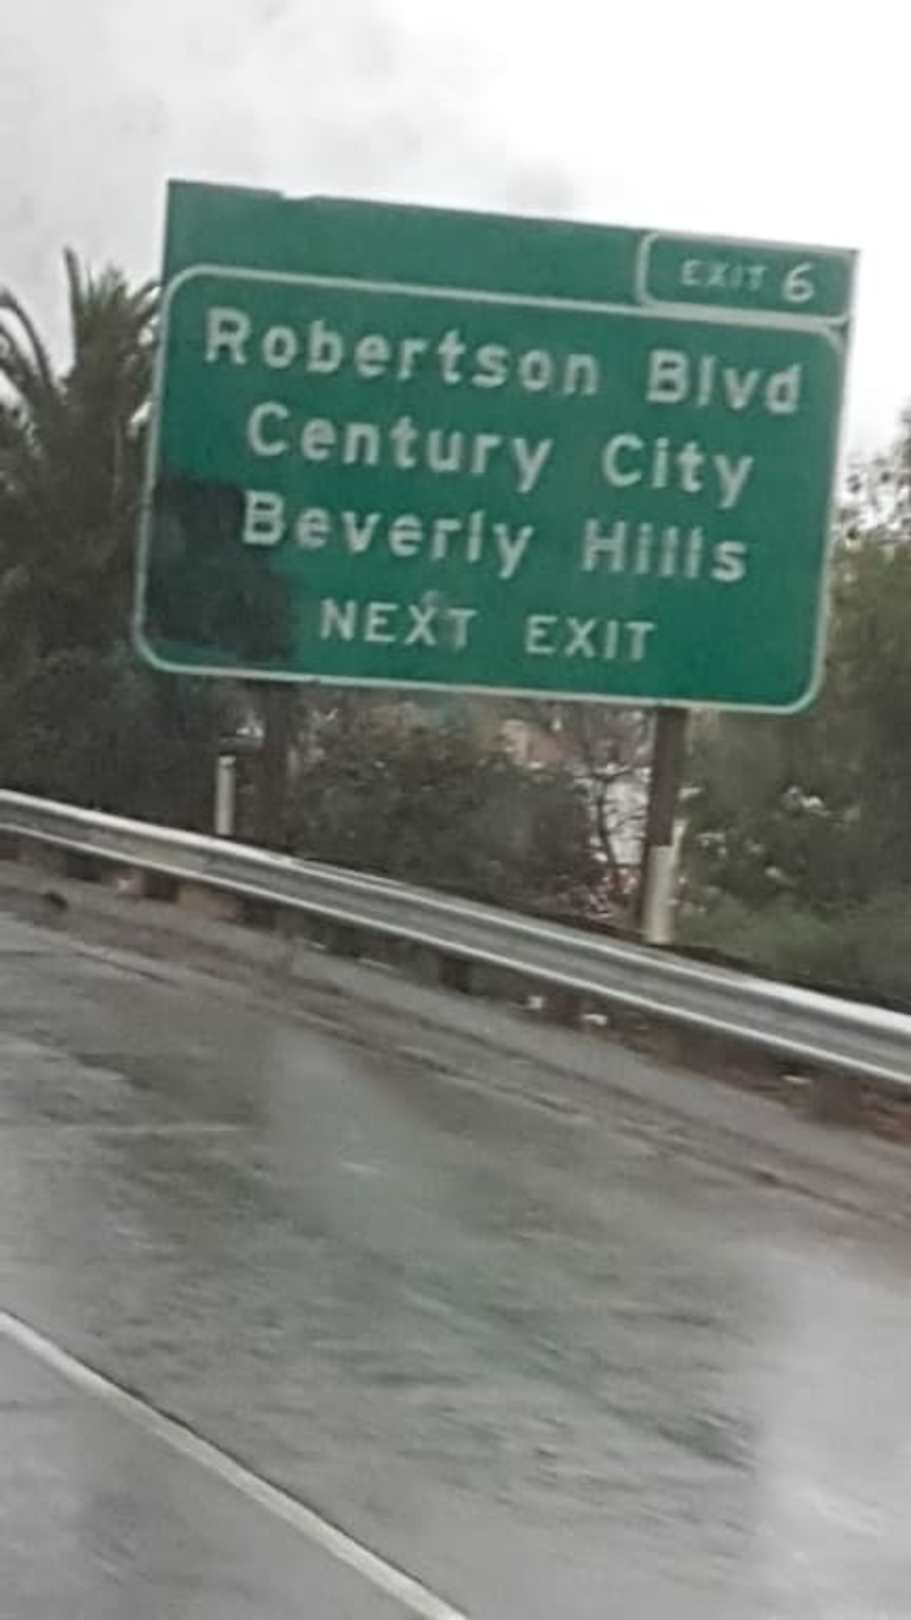 EXIT 6
Robertson Blvd
Century City
Beverly Hills
NEXT EXIT